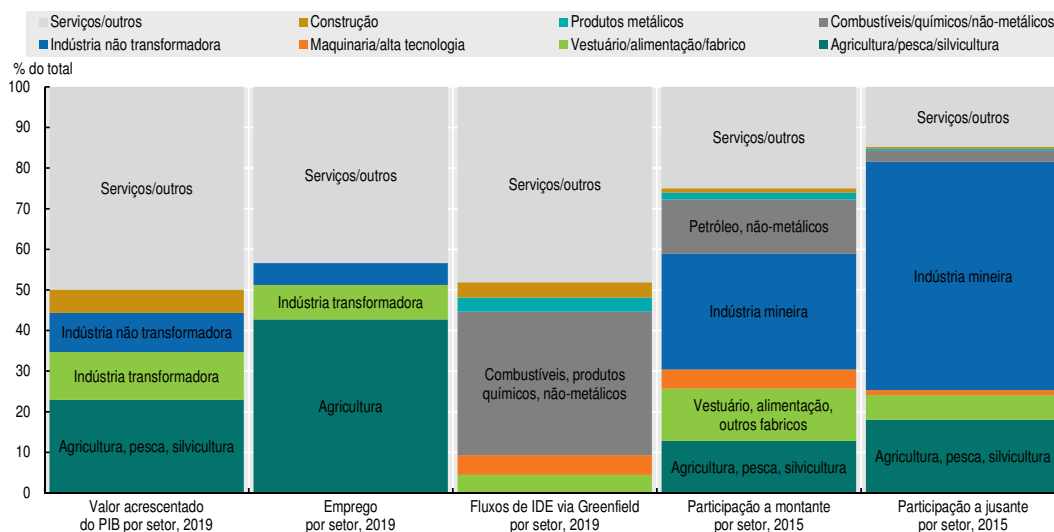 Serviços/outros
Construção
Produtos metálicos
Combustíveis/químicos/não-metálicos
Indústria não transformadora
Maquinaria/alta tecnologia
Vestuário/alimentação/fabrico
Agricultura/pesca/silvicultura
% do total
100
90
80
70
60
50
40
30
20
10
0
Serviços/outros
Indústria não transformadora
Indústria transformadora
Agricultura, pesca, silvicultura
Serviços/outros
Indústria transformadora
Agricultura
Serviços/outros
Combustíveis, produtos
químicos, não-metálicos
Serviços/outros
Petróleo, não-metálicos
Indústria mineira
Vestuário, alimentação,
outros fabricos
Agricultura, pesca, silvicultura
Serviços/outros
Indústria mineira
Agricultura, pesca, silvicultura
Valor acrescentado
do PIB por setor, 2019
Emprego
por setor, 2019
Fluxos de IDE via Greenfield
por setor, 2019
Participação a montante
por setor, 2015
Participação a jusante
por setor, 2015